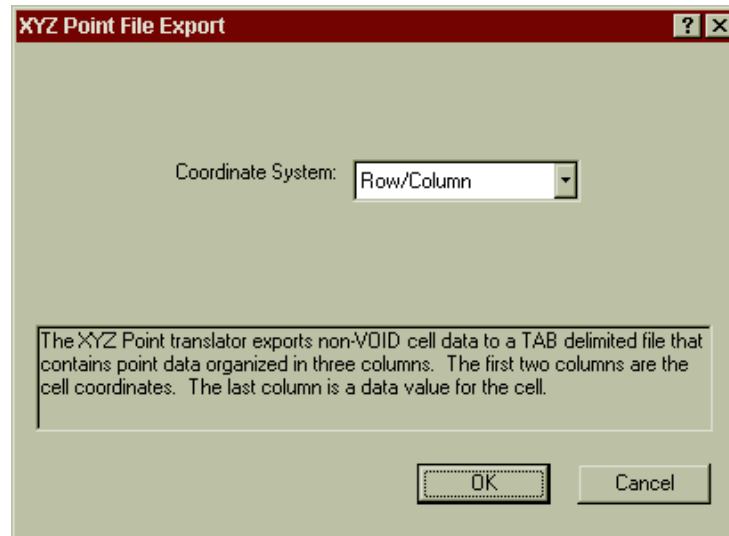 XYZ Point File Export
Coordinate System: Row/Column
The XYZ Point translator exports non-VOID cell data to a TAB delimited file that
contains point data organized in three columns.  The first two columns are the
cell coordinates.  The last column is a data value for the cell.
OK Cancel